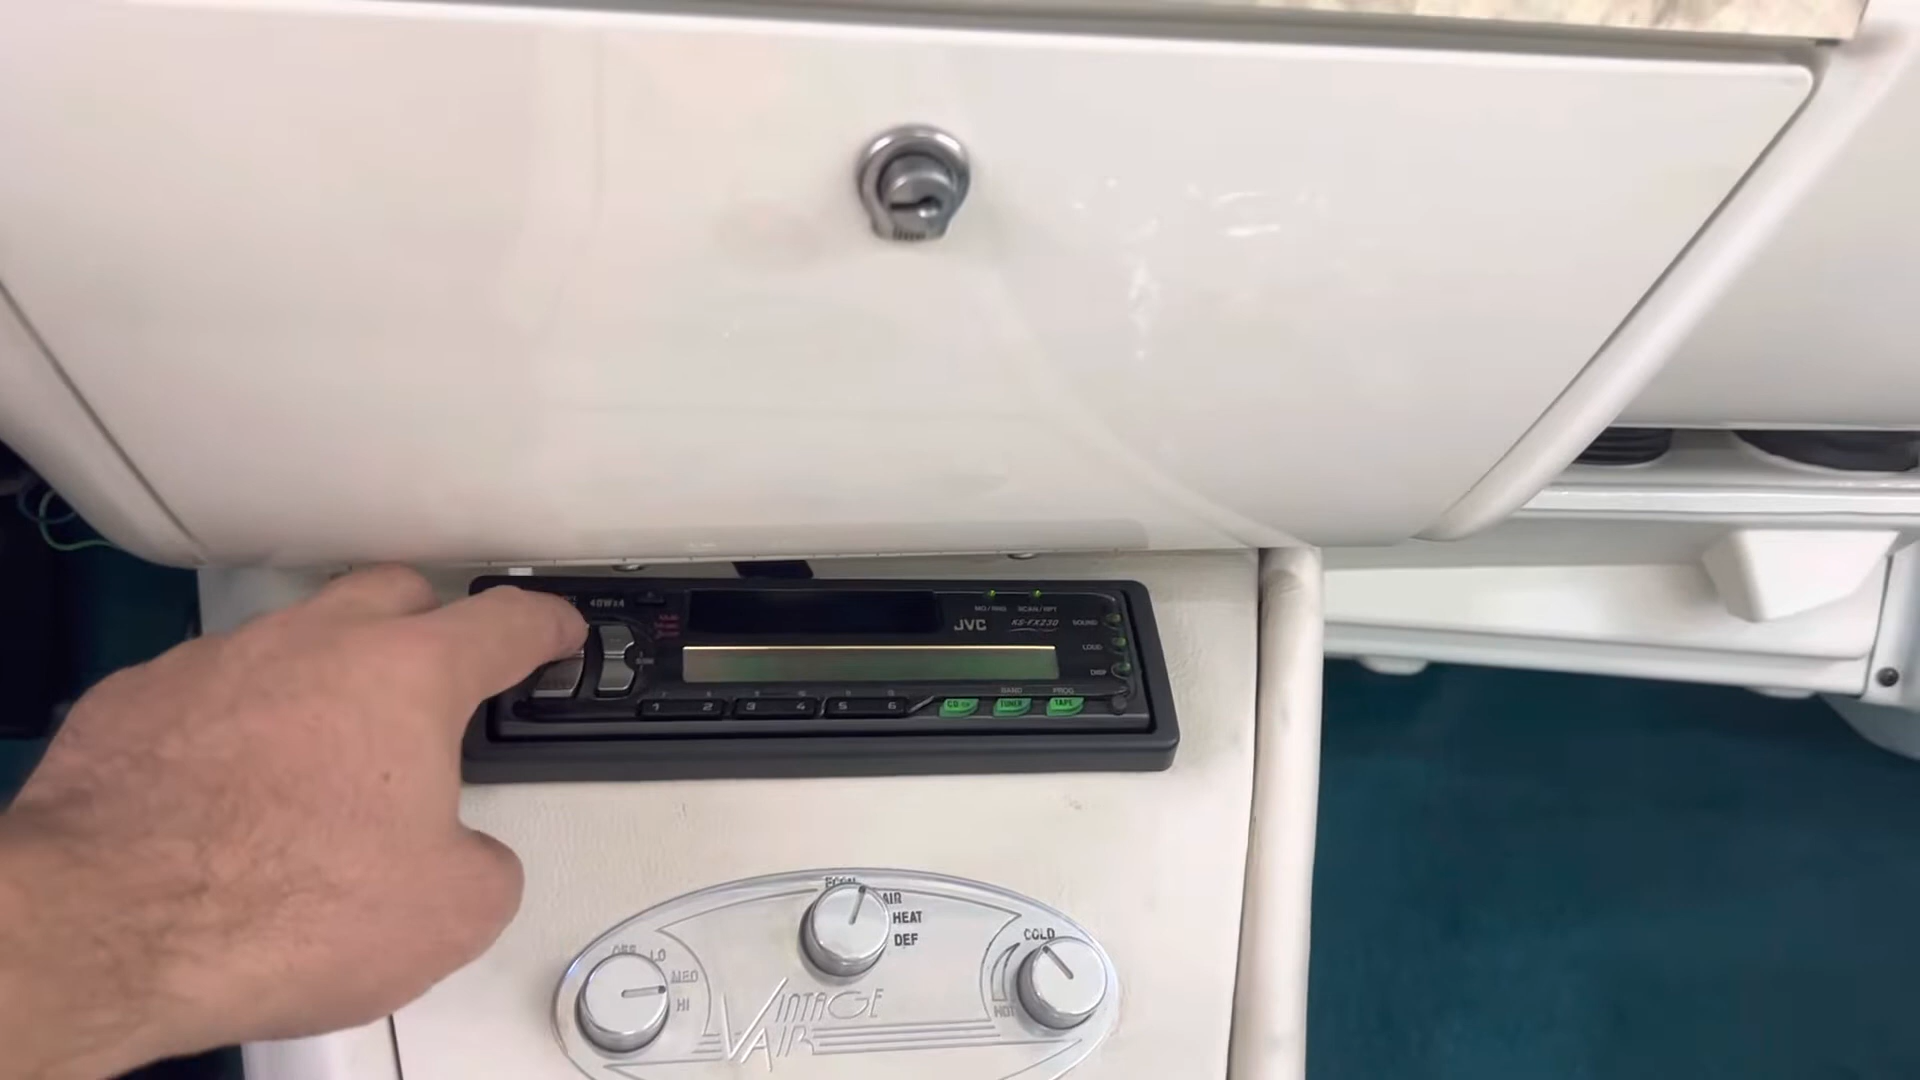 40Wx4
JVC
KS-FX230
MO/RND
SCAN/RPT
SOUND
LOUD
DISP
BAND
PROG
1
2
3
4
5
6
CD
TUNER
TAPE
AIR
HEAT
DEF
OFF
LO
MED
HI
COLD
HOT
VINTAGE
AIR